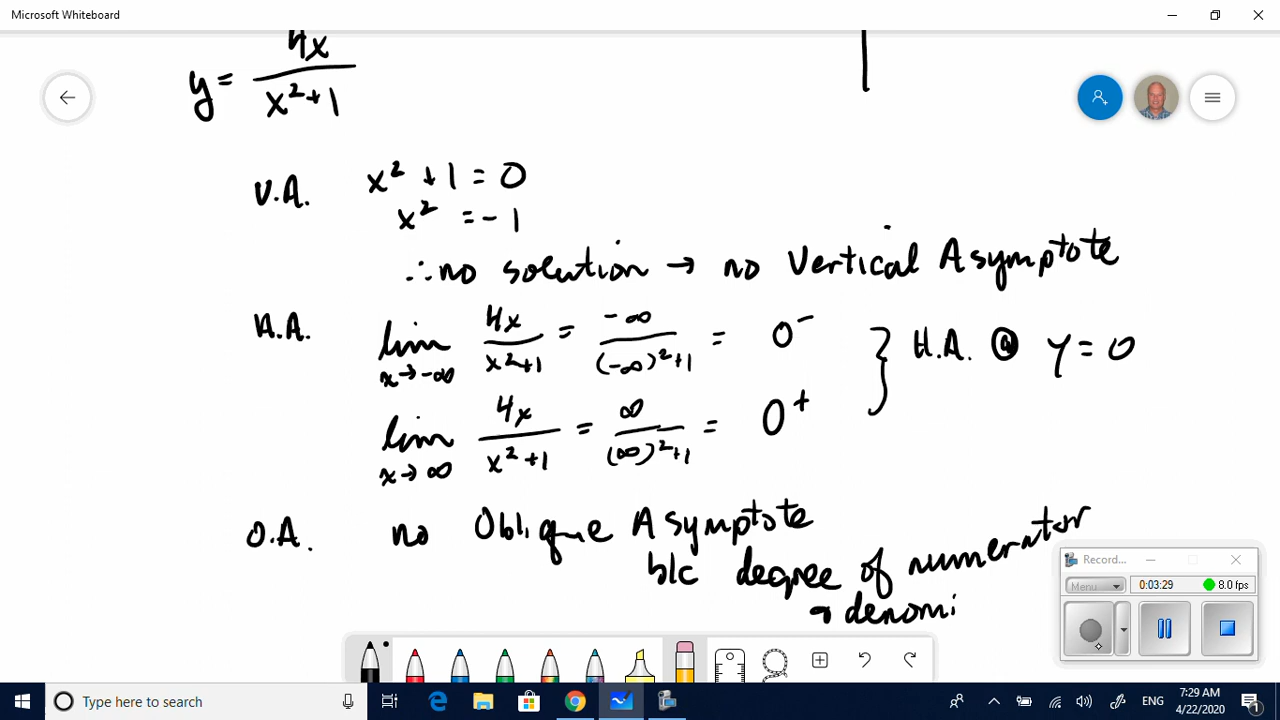 Microsoft Whiteboard
y = 4x / x² + 1
V.A. x² + 1 = 0
x² = -1
∴ no solution → no Vertical Asymptote
H.A. lim x→-∞ 4x / x²+1 = -∞ / (-∞)²+1 = 0⁻ } H.A. @ y = 0
lim x→∞ 4x / x²+1 = ∞ / (∞)²+1 = 0⁺
O.A. no Oblique Asymptote
b/c degree of numerator
denomi
Record...
Menu
0:03:29
8.0 fps
Type here to search
ENG
7:29 AM
4/22/2020
1